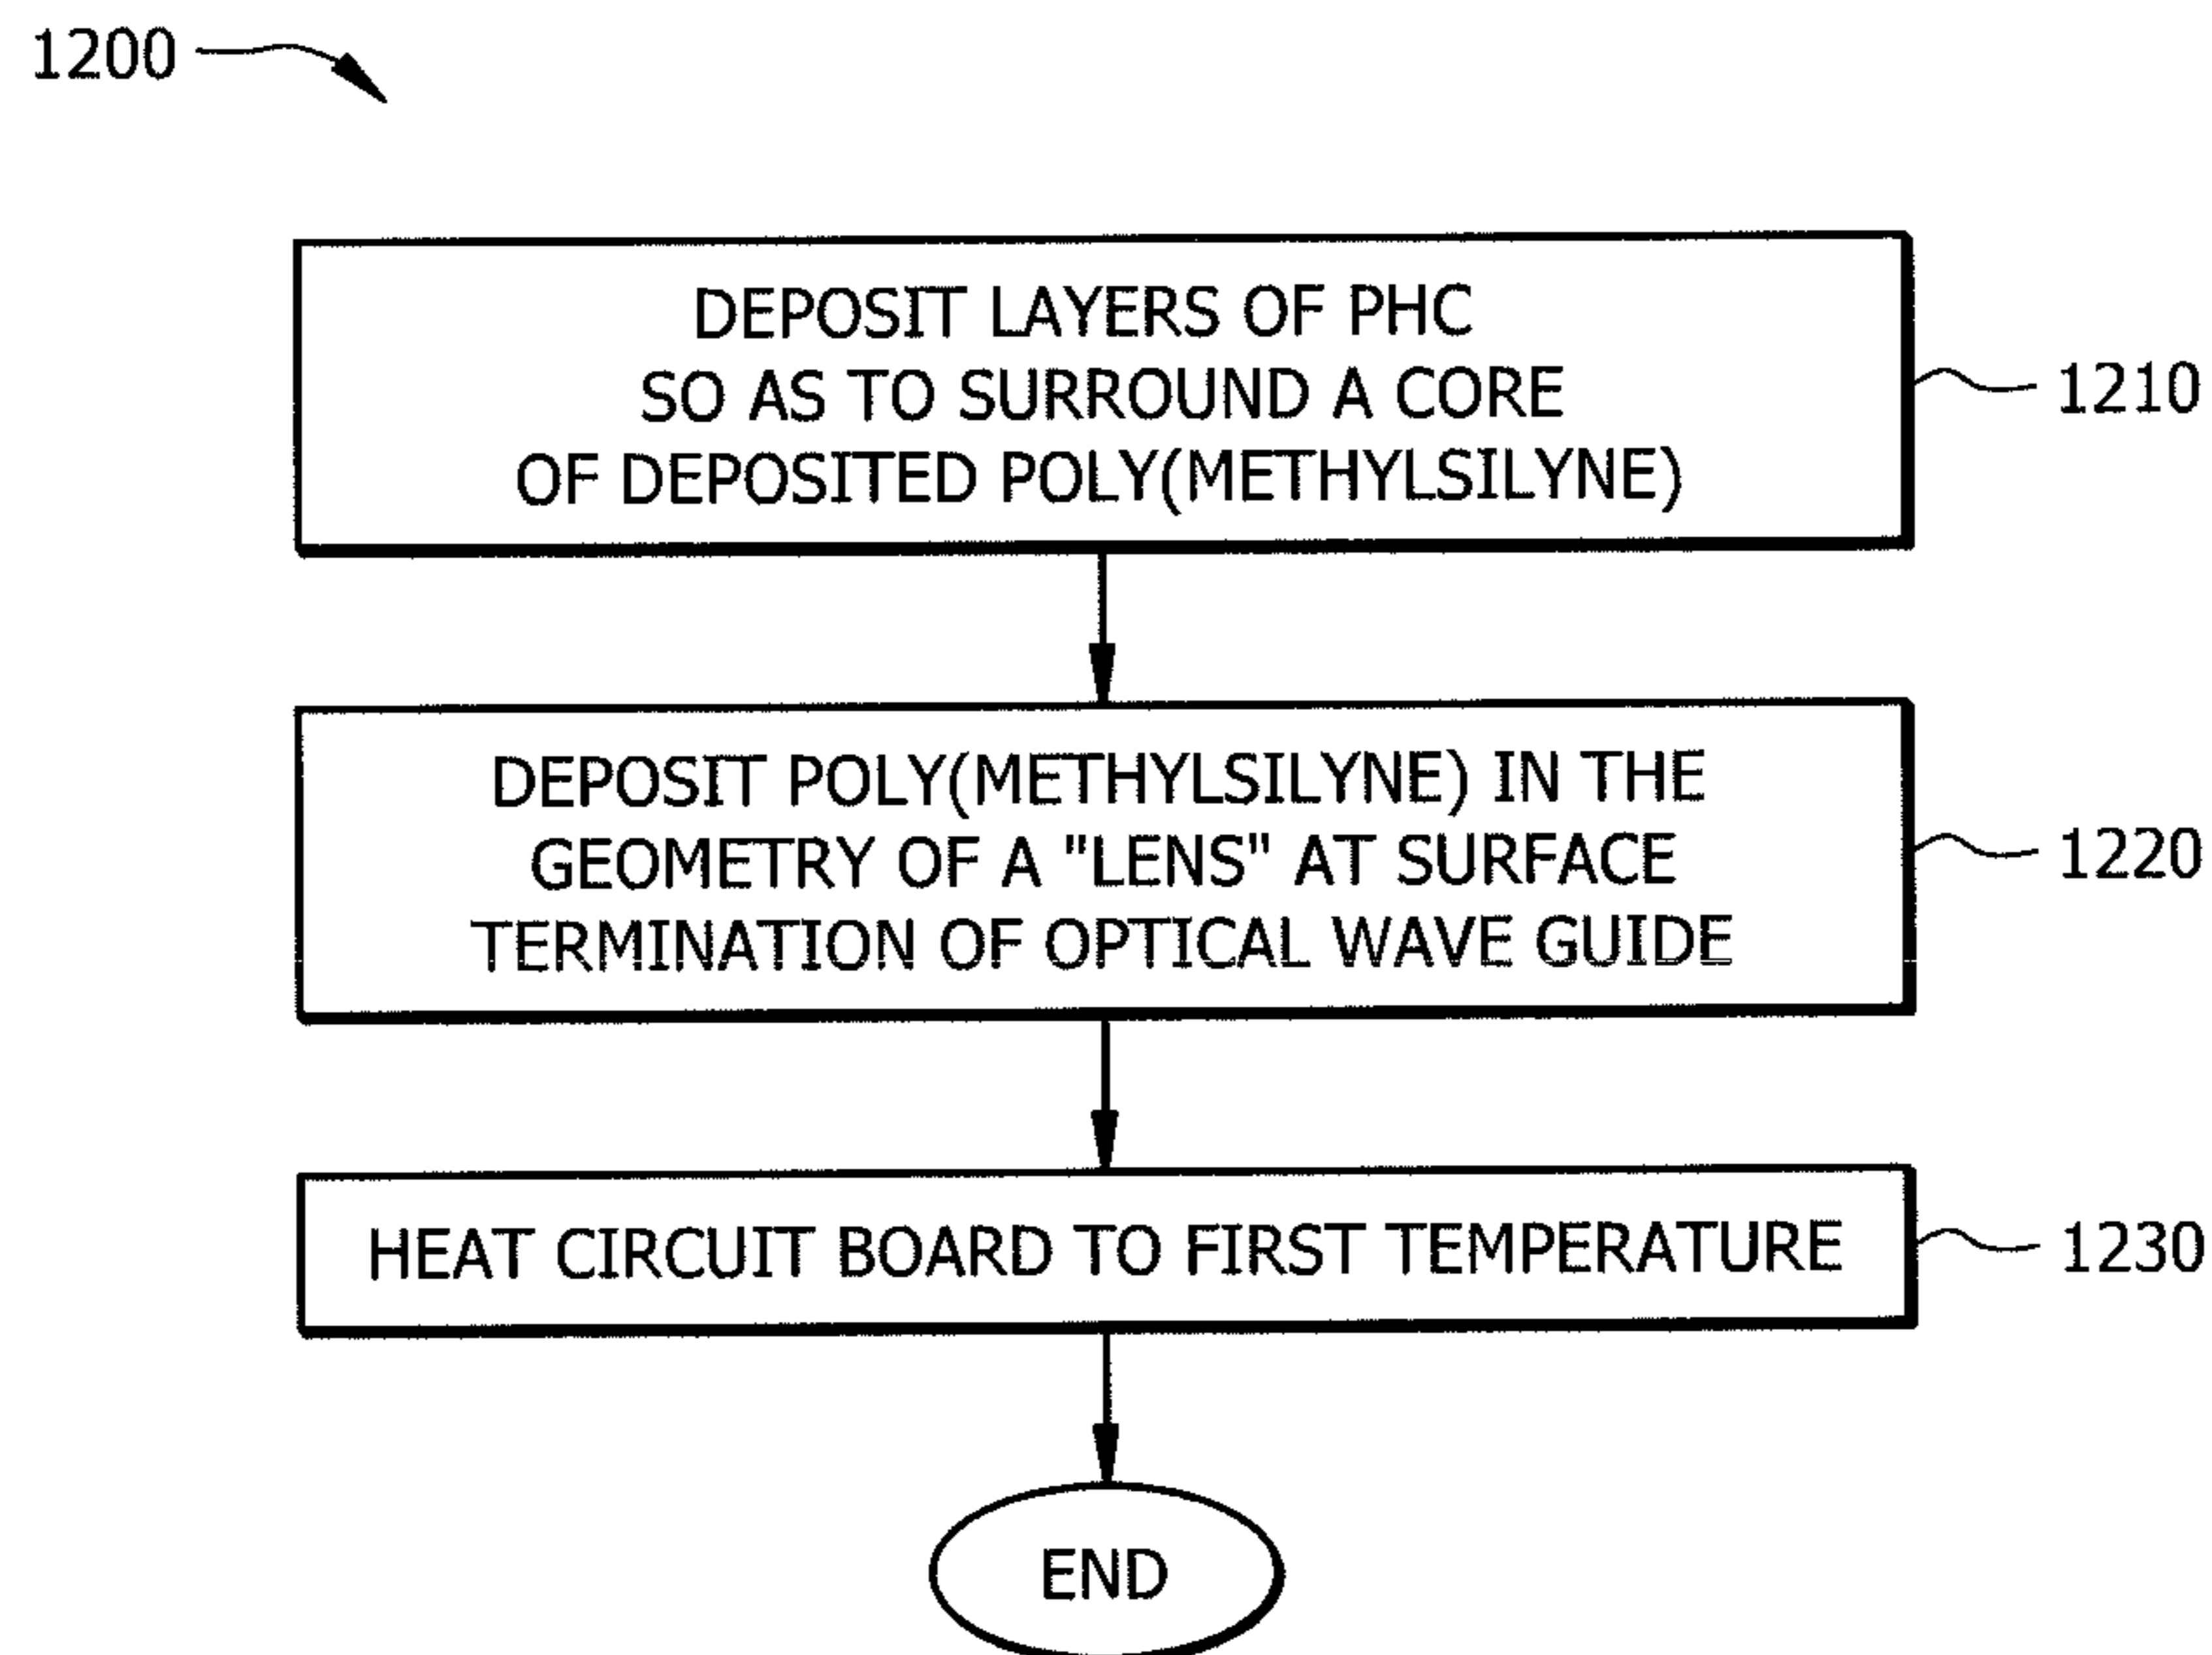 1200
DEPOSIT LAYERS OF PHC
SO AS TO SURROUND A CORE
OF DEPOSITED POLY(METHYLSILYNE)
1210
DEPOSIT POLY(METHYLSILYNE) IN THE
GEOMETRY OF A "LENS" AT SURFACE
TERMINATION OF OPTICAL WAVE GUIDE
1220
HEAT CIRCUIT BOARD TO FIRST TEMPERATURE
1230
END